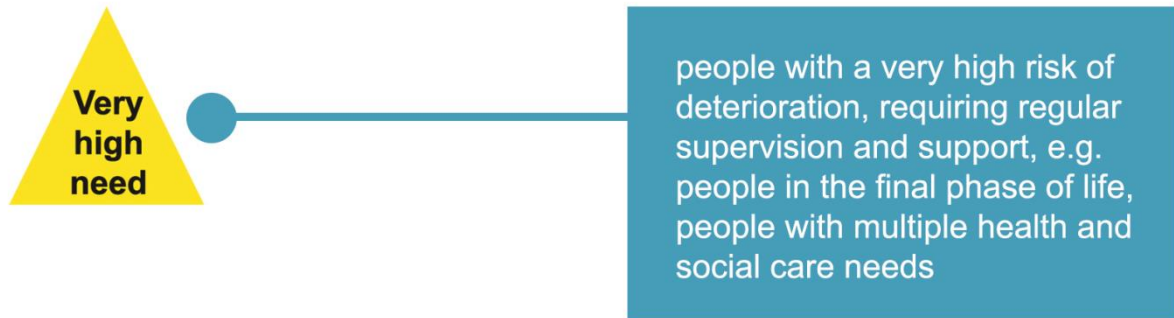 Very
high
need
people with a very high risk of
deterioration, requiring regular
supervision and support, e.g.
people in the final phase of life,
people with multiple health and
social care needs